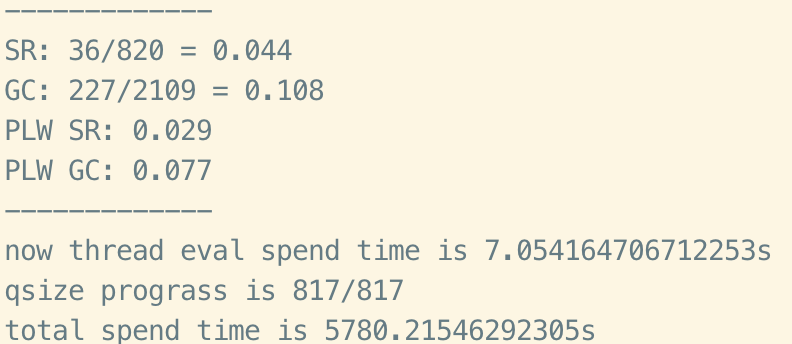 -------------
SR: 36/820 = 0.044
GC: 227/2109 = 0.108
PLW SR: 0.029
PLW GC: 0.077
-------------
now thread eval spend time is 7.054164706712253s
qsize prograss is 817/817
total spend time is 5780.21546292305s